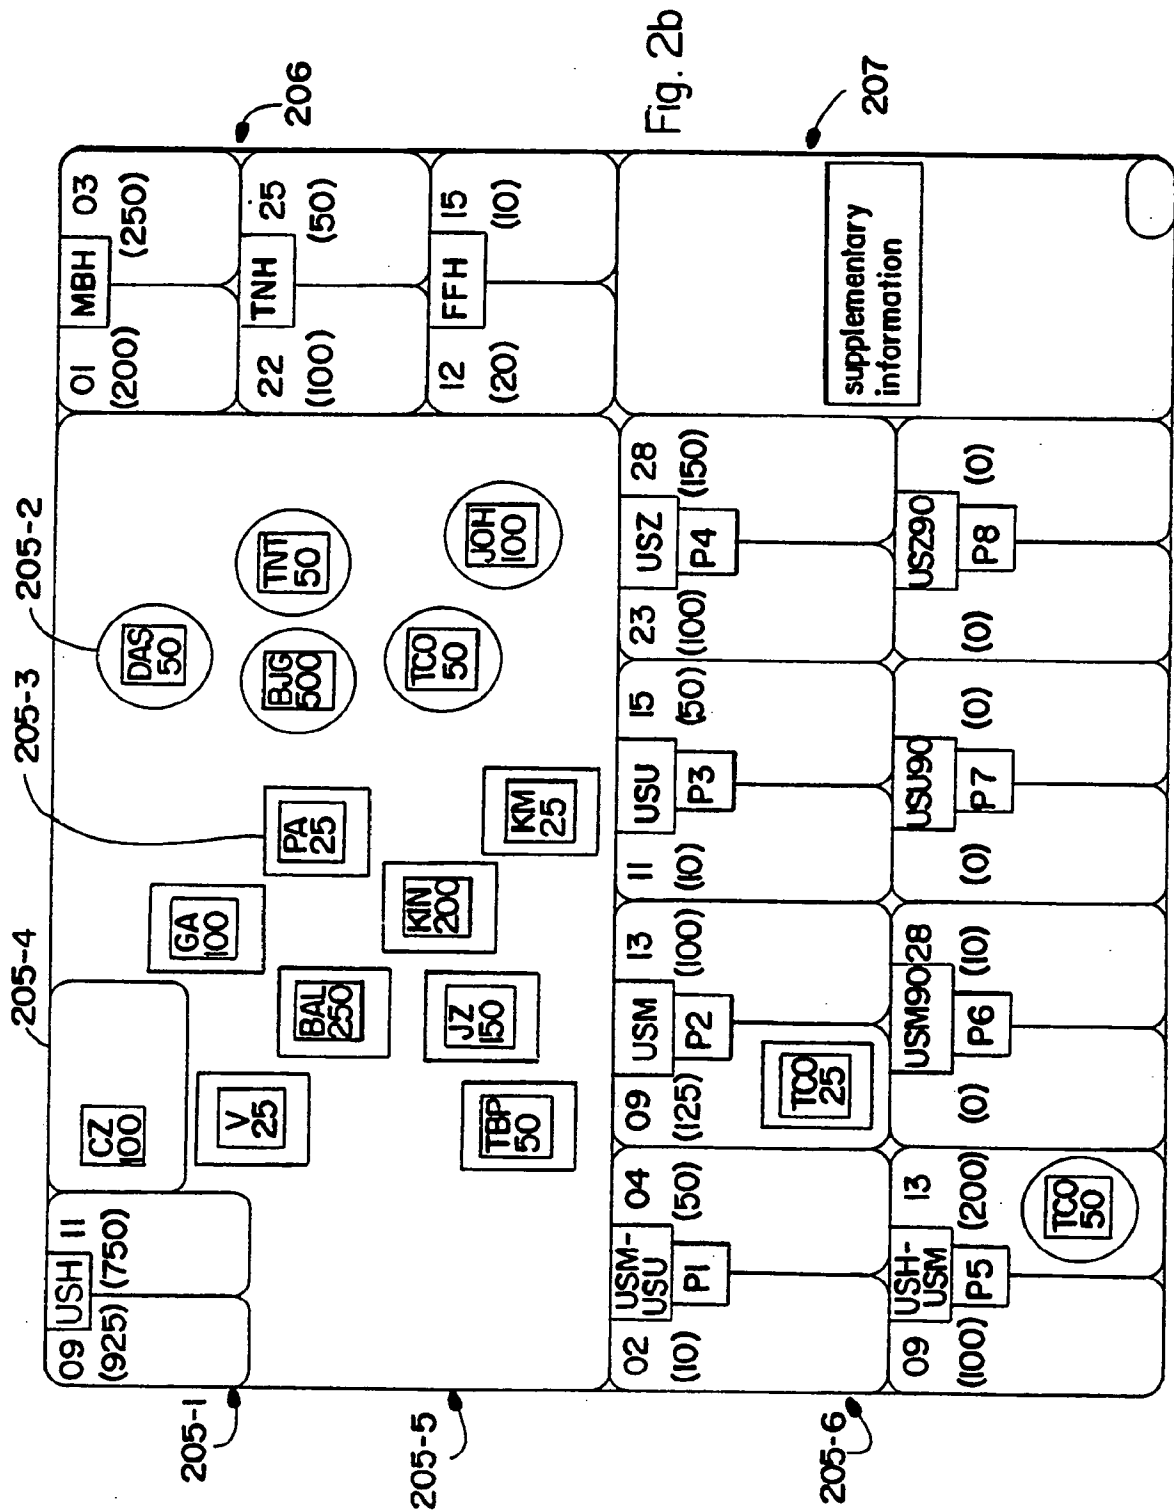 205-4
205-3
205-2
09 USH 11
(925) (750)
CZ
100
GA
100
PA
25
DAS
50
V
25
BAL
250
BJG
500
TNT
50
KIN
200
TCO
50
JZ
150
TBP
50
KM
25
JOH
100
01 MBH 03
(200) (250)
22 TNH 25
(100) (50)
12 FFH 15
(20) (10)
206
205-1
205-5
205-6
02 USM-
USU 04
(10) P1 (50)
09 USM 13
(125) P2 (100)
TCO
25
11 USU 15
(10) P3 (50)
23 USZ 28
(100) P4 (150)
09 USH-
USM 13
(100) P5 (200)
TCO
50
USM90 28
(0) P6 (10)
USU90
(0) P7 (0)
USZ90
(0) P8 (0)
supplementary
information
Fig. 2b
207